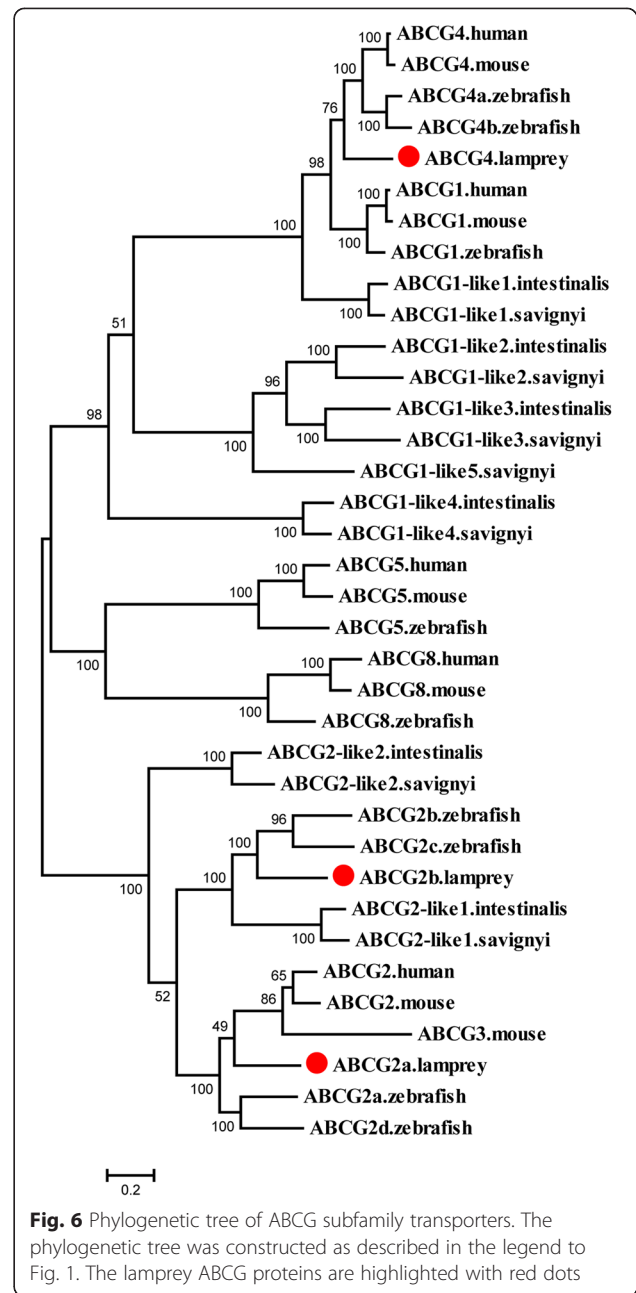 100 ABCG4.human
100 ABCG4.mouse
ABCG4a.zebrafish
76
100 ABCG4b.zebrafish
98 ABCG4.lamprey
100 ABCG1.human
100 ABCG1.mouse
100 ABCG1.zebrafish
ABCG1-like1.intestinalis
100 ABCG1-like1.savignyi
51 100 ABCG1-like2.intestinalis
96 ABCG1-like2.savignyi
ABCG1-like3.intestinalis
98 100 ABCG1-like3.savignyi
100 ABCG1-like5.savignyi
ABCG1-like4.intestinalis
100 ABCG1-like4.savignyi
100 ABCG5.human
100 ABCG5.mouse
ABCG5.zebrafish
100 100 ABCG8.human
ABCG8.mouse
100 ABCG8.zebrafish
100 ABCG2-like2.intestinalis
ABCG2-like2.savignyi
96 ABCG2b.zebrafish
100 ABCG2c.zebrafish
100 100 ABCG2b.lamprey
ABCG2-like1.intestinalis
100 ABCG2-like1.savignyi
65 ABCG2.human
52 86 ABCG2.mouse
49 ABCG3.mouse
ABCG2a.lamprey
100 ABCG2a.zebrafish
100 ABCG2d.zebrafish
0.2
Fig. 6 Phylogenetic tree of ABCG subfamily transporters. The
phylogenetic tree was constructed as described in the legend to
Fig. 1. The lamprey ABCG proteins are highlighted with red dots